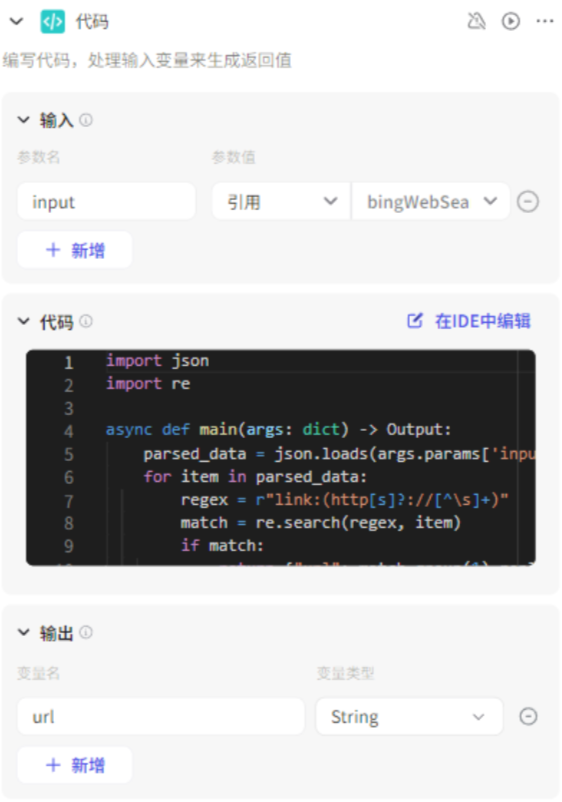 代码
编写代码，处理输入变量来生成返回值
输入
参数名 参数值
input 引用 bingWebSea
+ 新增
代码 在IDE中编辑
1 import json
2 import re
3
4 async def main(args: dict) -> Output:
5 parsed_data = json.loads(args.params['inpu
6 for item in parsed_data:
7 regex = r"link:(http[s]?://[^\s]+)"
8 match = re.search(regex, item)
9 if match:
输出
变量名 变量类型
url String
+ 新增